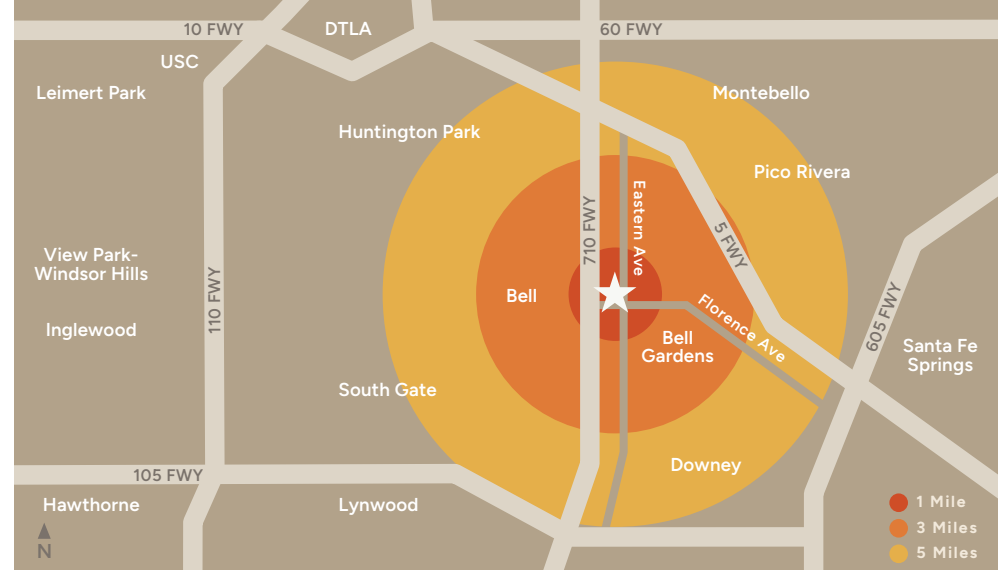 10 FWY
DTLA
60 FWY
USC
Leimert Park
Montebello
Huntington Park
Pico Rivera
Eastern Ave
710 FWY
5 FWY
View Park-
Windsor Hills
110 FWY
Bell
Florence Ave
605 FWY
Inglewood
Bell
Gardens
Santa Fe
Springs
South Gate
Downey
105 FWY
Hawthorne
Lynwood
1 Mile
3 Miles
5 Miles
N